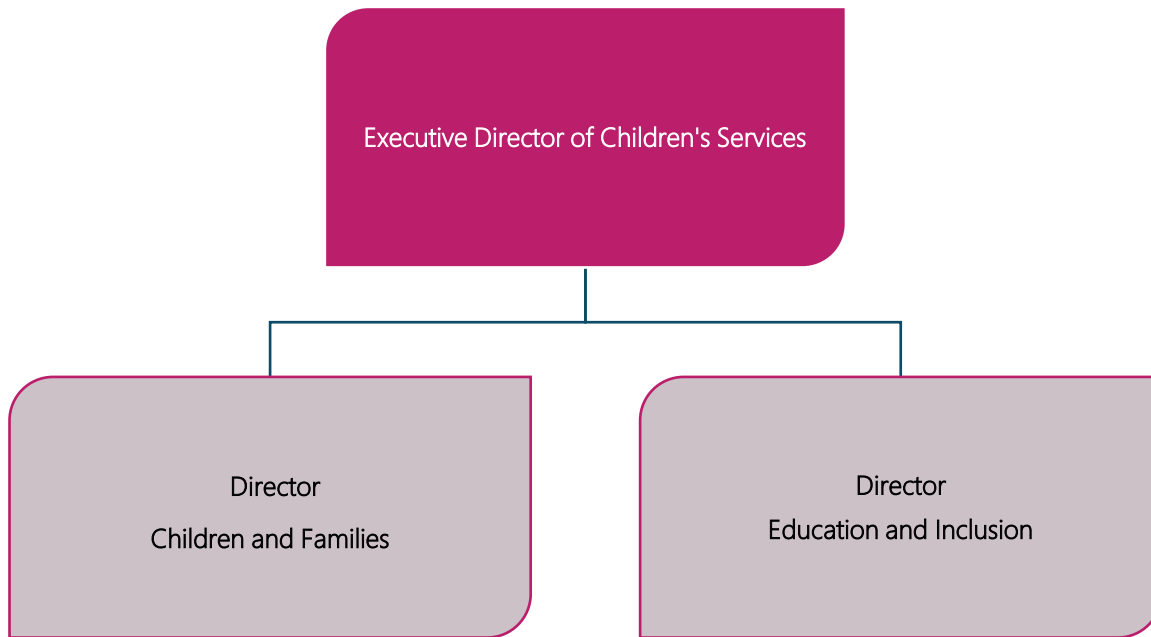 Executive Director of Children's Services
Director
Children and Families
Director
Education and Inclusion